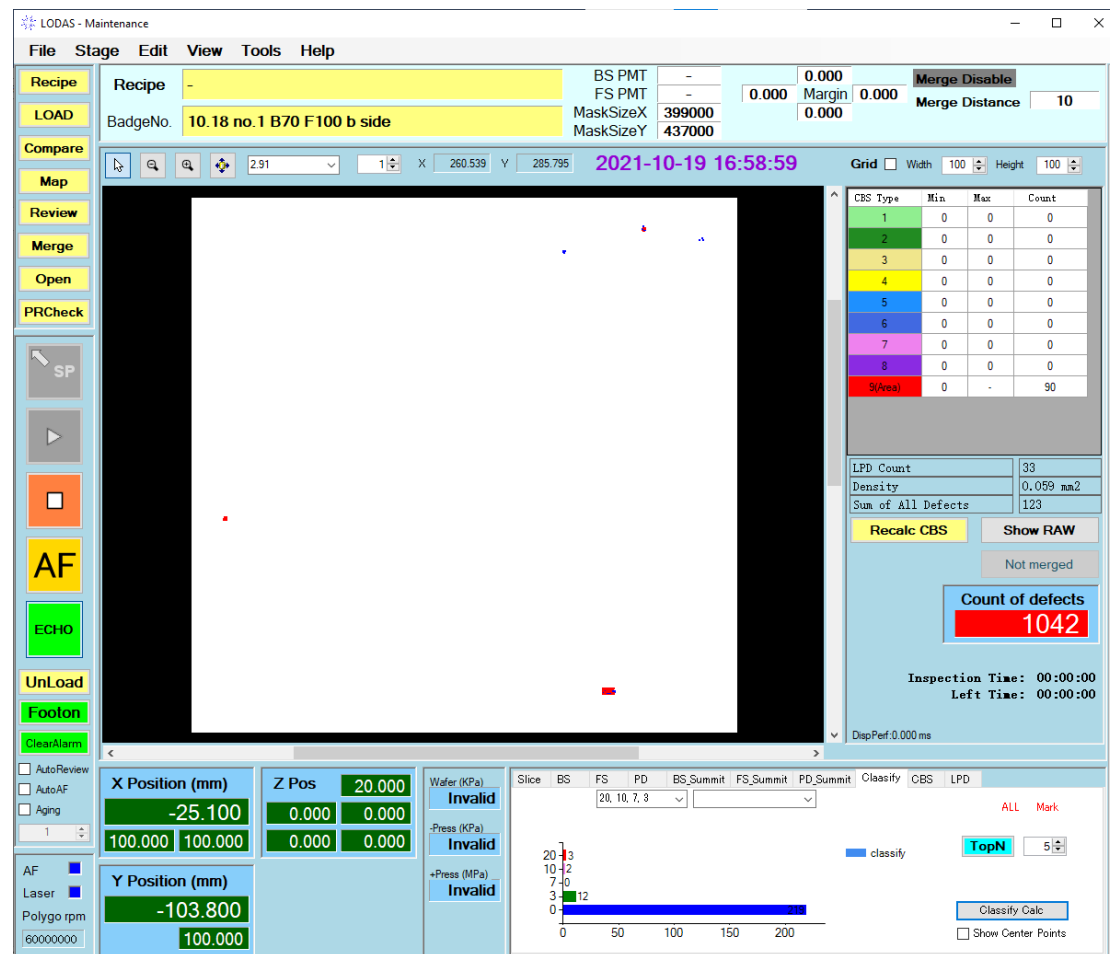 LODAS - Maintenance
File Stage Edit View Tools Help
Recipe
LOAD
Compare
Map
Review
Merge
Open
PRCheck
SP
AF
ECHO
UnLoad
Footon
ClearAlarm
AutoReview
AutoAF
Aging
1
AF
Laser
Polygo rpm
60000000
Recipe -
BadgeNo. 10.18 no.1 B70 F100 b side
BS PMT -
FS PMT -
MaskSizeX 399000
MaskSizeY 437000
0.000
0.000 Margin 0.000
0.000
Merge Disable
Merge Distance 10
2.91 1 X 260.539 Y 285.795 2021-10-19 16:58:59 Grid Width 100 Height 100
CBS Type Min Max Count
1 0 0 0
2 0 0 0
3 0 0 0
4 0 0 0
5 0 0 0
6 0 0 0
7 0 0 0
8 0 0 0
9(Area) 0 - 90
LPD Count 33
Density 0.059 mm2
Sum of All Defects 123
Recalc CBS Show RAW
Not merged
Count of defects
1042
Inspection Time: 00:00:00
Left Time: 00:00:00
DispPerf:0.000 ms
X Position (mm)
-25.100
100.000 100.000
Y Position (mm)
-103.800
100.000
Z Pos 20.000
0.000 0.000
0.000 0.000
Wafer (KPa)
Invalid
-Press (KPa)
Invalid
+Press (MPa)
Invalid
Slice BS FS PD BS_Summit FS_Summit PD_Summit Claasify CBS LPD
20, 10, 7, 3
ALL Mark
TopN 5
classify
20 3
10 2
7 0
3 12
0
0 50 100 150 200
Classify Calc
Show Center Points